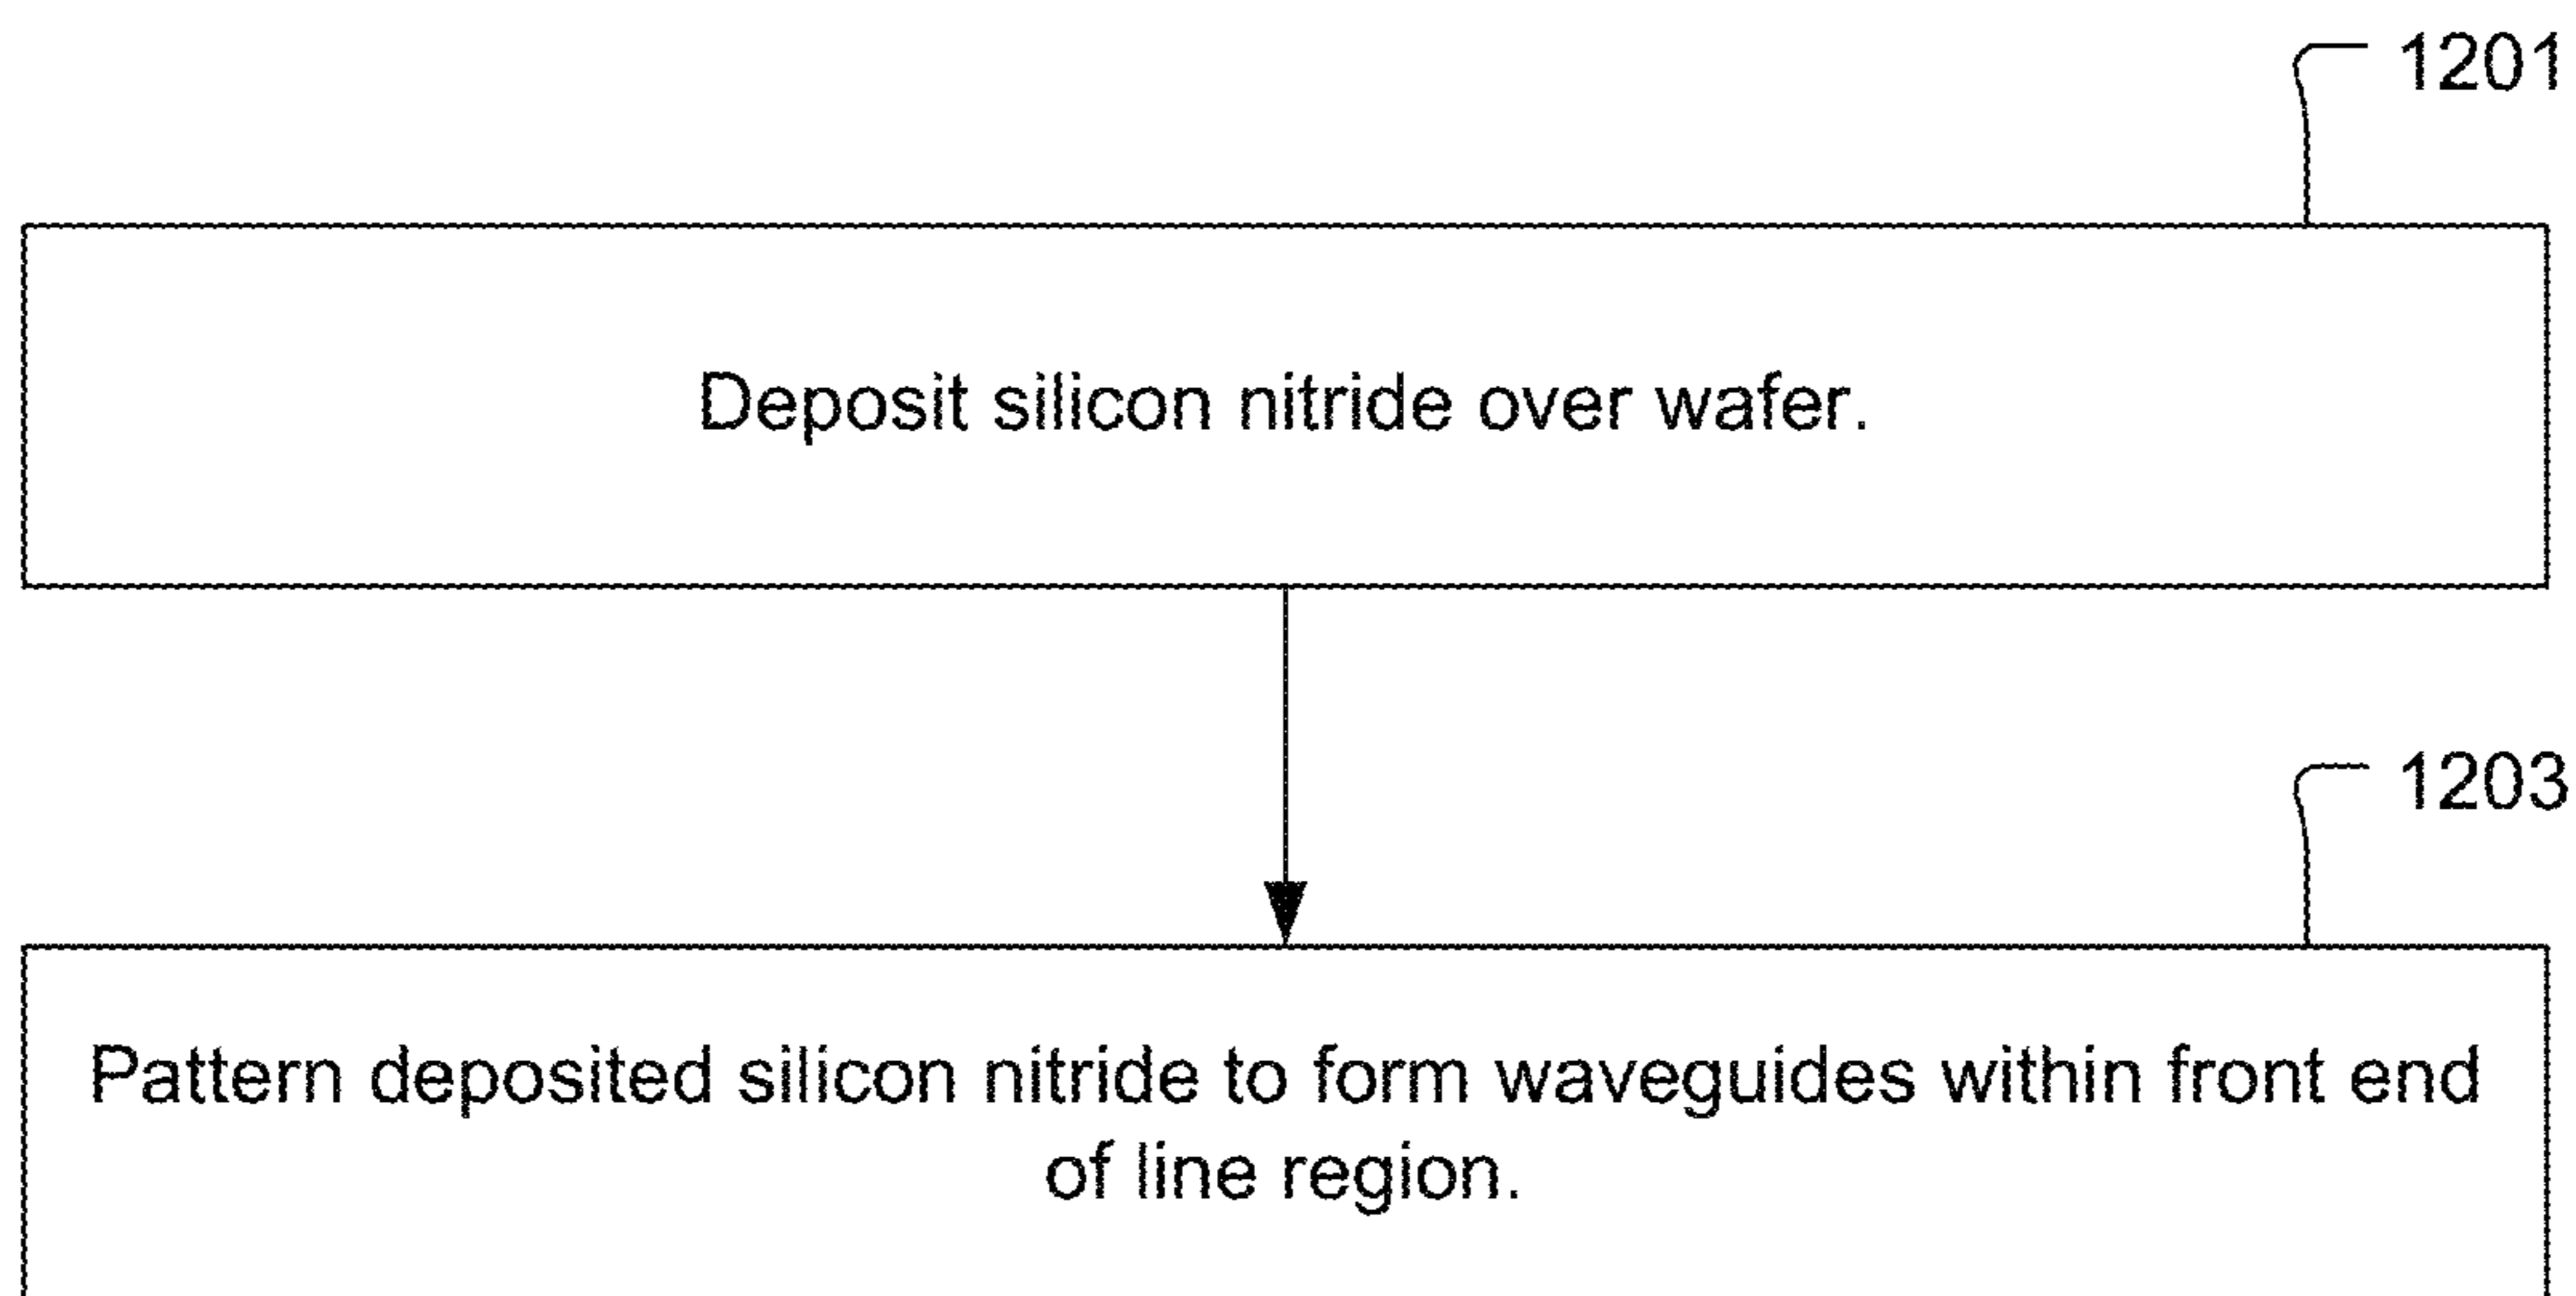 1201
Deposit silicon nitride over wafer.
1203
Pattern deposited silicon nitride to form waveguides within front end
of line region.